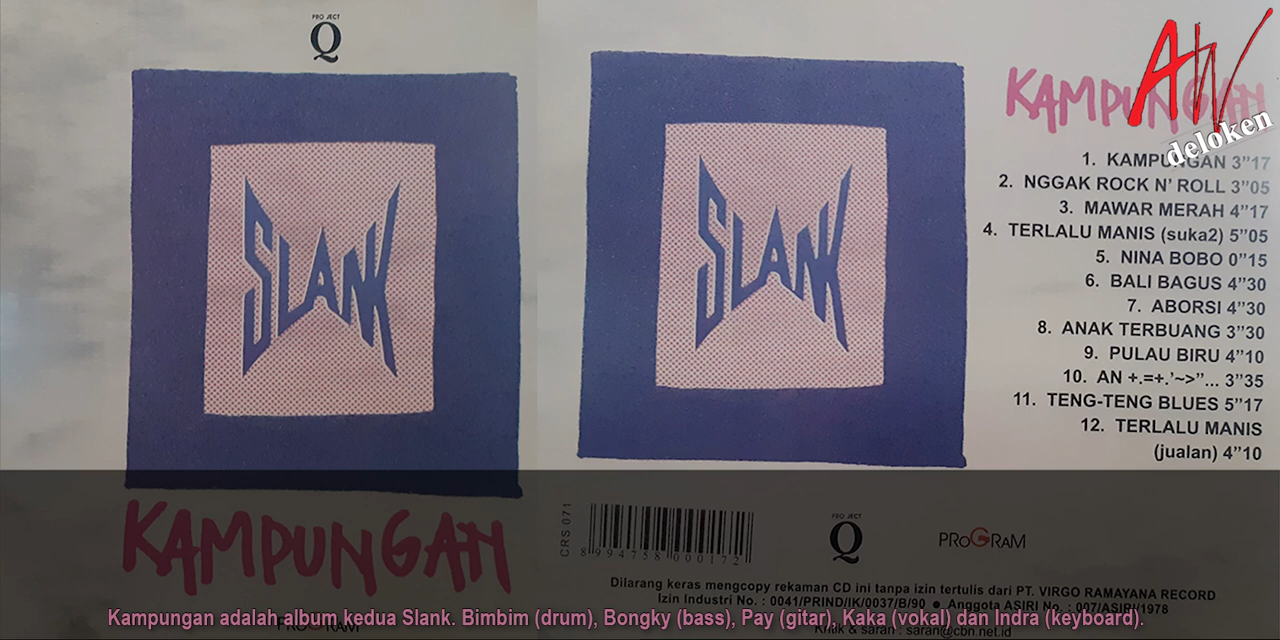 PRO JECT
Q
SLANK
KAMPUNGAN
SLANK
KAMPUNGAN
AW
deloken
1. KAMPUNGAN 3”17
2. NGGAK ROCK N’ ROLL 3”05
3. MAWAR MERAH 4”17
4. TERLALU MANIS (suka2) 5”05
5. NINA BOBO 0”15
6. BALI BAGUS 4”30
7. ABORSI 4”30
8. ANAK TERBUANG 3”30
9. PULAU BIRU 4”10
10. AN +.=+.’~>”... 3”35
11. TENG-TENG BLUES 5”17
12. TERLALU MANIS
(jualan) 4”10
CRS 071
8 994758 000172
PRO JECT
Q
PROGRAM
Dilarang keras mengcopy rekaman CD ini tanpa izin tertulis dari PT. VIRGO RAMAYANA RECORD
Izin Industri No. : 0041/PRIND/IK/0037/B/90 ● Anggota ASIRI No. : 007/ASIRI/1978
Kampungan adalah album kedua Slank. Bimbim (drum), Bongky (bass), Pay (gitar), Kaka (vokal) dan Indra (keyboard).
PROGRAM
Kritik & saran : saran@cbn.net.id